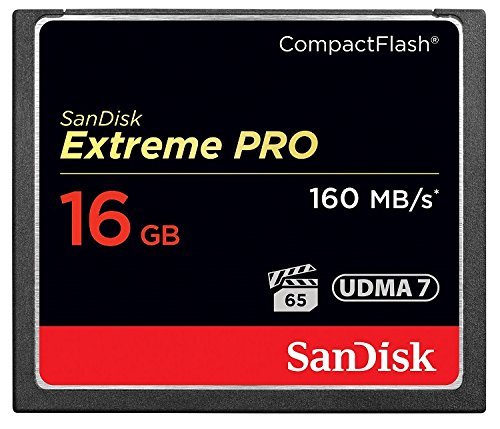 CompactFlash®
SanDisk
Extreme PRO
160 MB/s*
16 GB
65
UDMA 7
SanDisk